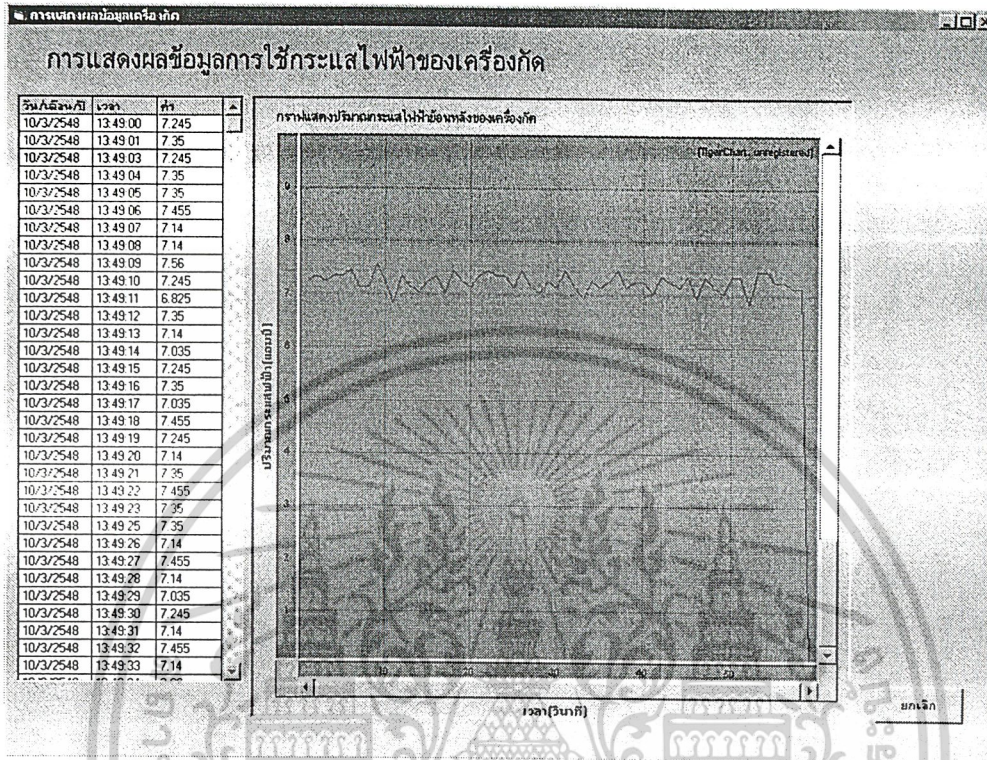 การแสดงผลข้อมูลเครื่องกัด
การแสดงผลข้อมูลการใช้กระแสไฟฟ้าของเครื่องกัด
วัน/เดือน/ปี เวลา ค่า
10/3/2548 13:49:00 7.245
10/3/2548 13:49:01 7.35
10/3/2548 13:49:03 7.245
10/3/2548 13:49:04 7.35
10/3/2548 13:49:05 7.35
10/3/2548 13:49:06 7.455
10/3/2548 13:49:07 7.14
10/3/2548 13:49:08 7.14
10/3/2548 13:49:09 7.56
10/3/2548 13:49:10 7.245
10/3/2548 13:49:11 6.825
10/3/2548 13:49:12 7.35
10/3/2548 13:49:13 7.14
10/3/2548 13:49:14 7.035
10/3/2548 13:49:15 7.245
10/3/2548 13:49:16 7.35
10/3/2548 13:49:17 7.035
10/3/2548 13:49:18 7.455
10/3/2548 13:49:19 7.245
10/3/2548 13:49:20 7.14
10/3/2548 13:49:21 7.35
10/3/2548 13:49:22 7.455
10/3/2548 13:49:23 7.35
10/3/2548 13:49:25 7.35
10/3/2548 13:49:26 7.14
10/3/2548 13:49:27 7.455
10/3/2548 13:49:28 7.14
10/3/2548 13:49:29 7.035
10/3/2548 13:49:30 7.245
10/3/2548 13:49:31 7.14
10/3/2548 13:49:32 7.455
10/3/2548 13:49:33 7.14
กราฟแสดงปริมาณกระแสไฟฟ้าย้อนหลังของเครื่องกัด
[TigerChart, unregistered]
9
8
7
6
5
4
3
2
1
ปริมาณกระแสไฟฟ้า(แอมป์)
10 20 30 40 50
เวลา(วินาที)
ยกเลิก